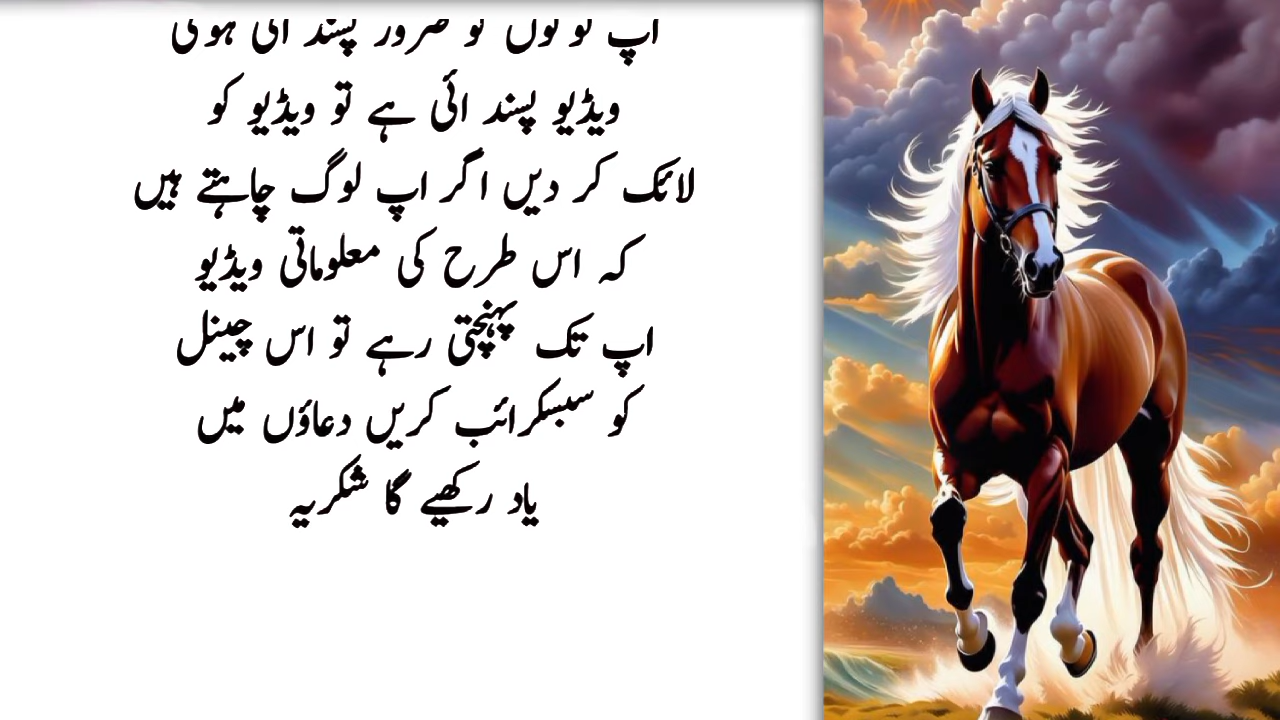 اپ لوگوں کو ضرور پسند ائی ہوگی
ویڈیو پسند ائی ہے تو ویڈیو کو
لائک کر دیں اگر اپ لوگ چاہتے ہیں
کہ اس طرح کی معلوماتی ویڈیو
اپ تک پہنچتی رہے تو اس چینل
کو سبسکرائب کریں دعاؤں میں
یاد رکھیے گا شکریہ